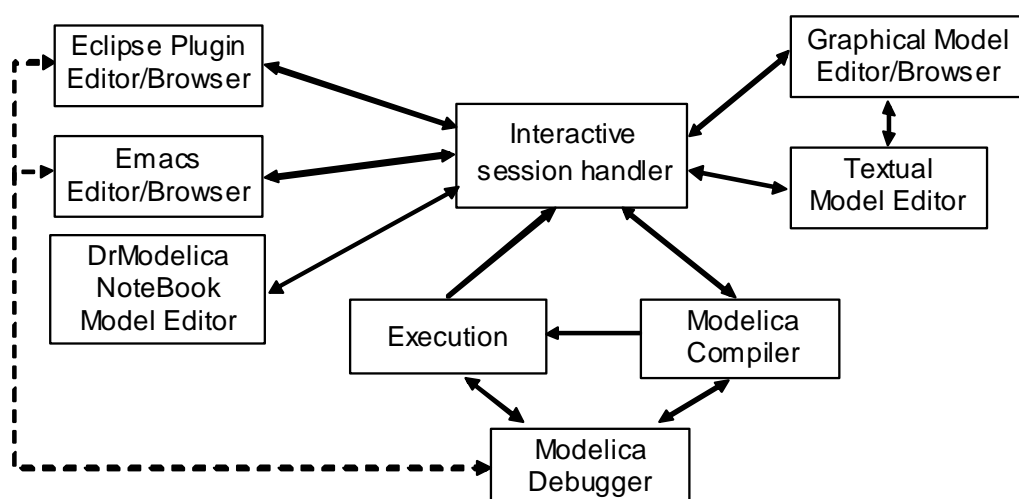 Eclipse Plugin
Editor/Browser
Graphical Model
Editor/Browser
Interactive
session handler
Emacs
Editor/Browser
Textual
Model Editor
DrModelica
NoteBook
Model Editor
Execution
Modelica
Compiler
Modelica
Debugger